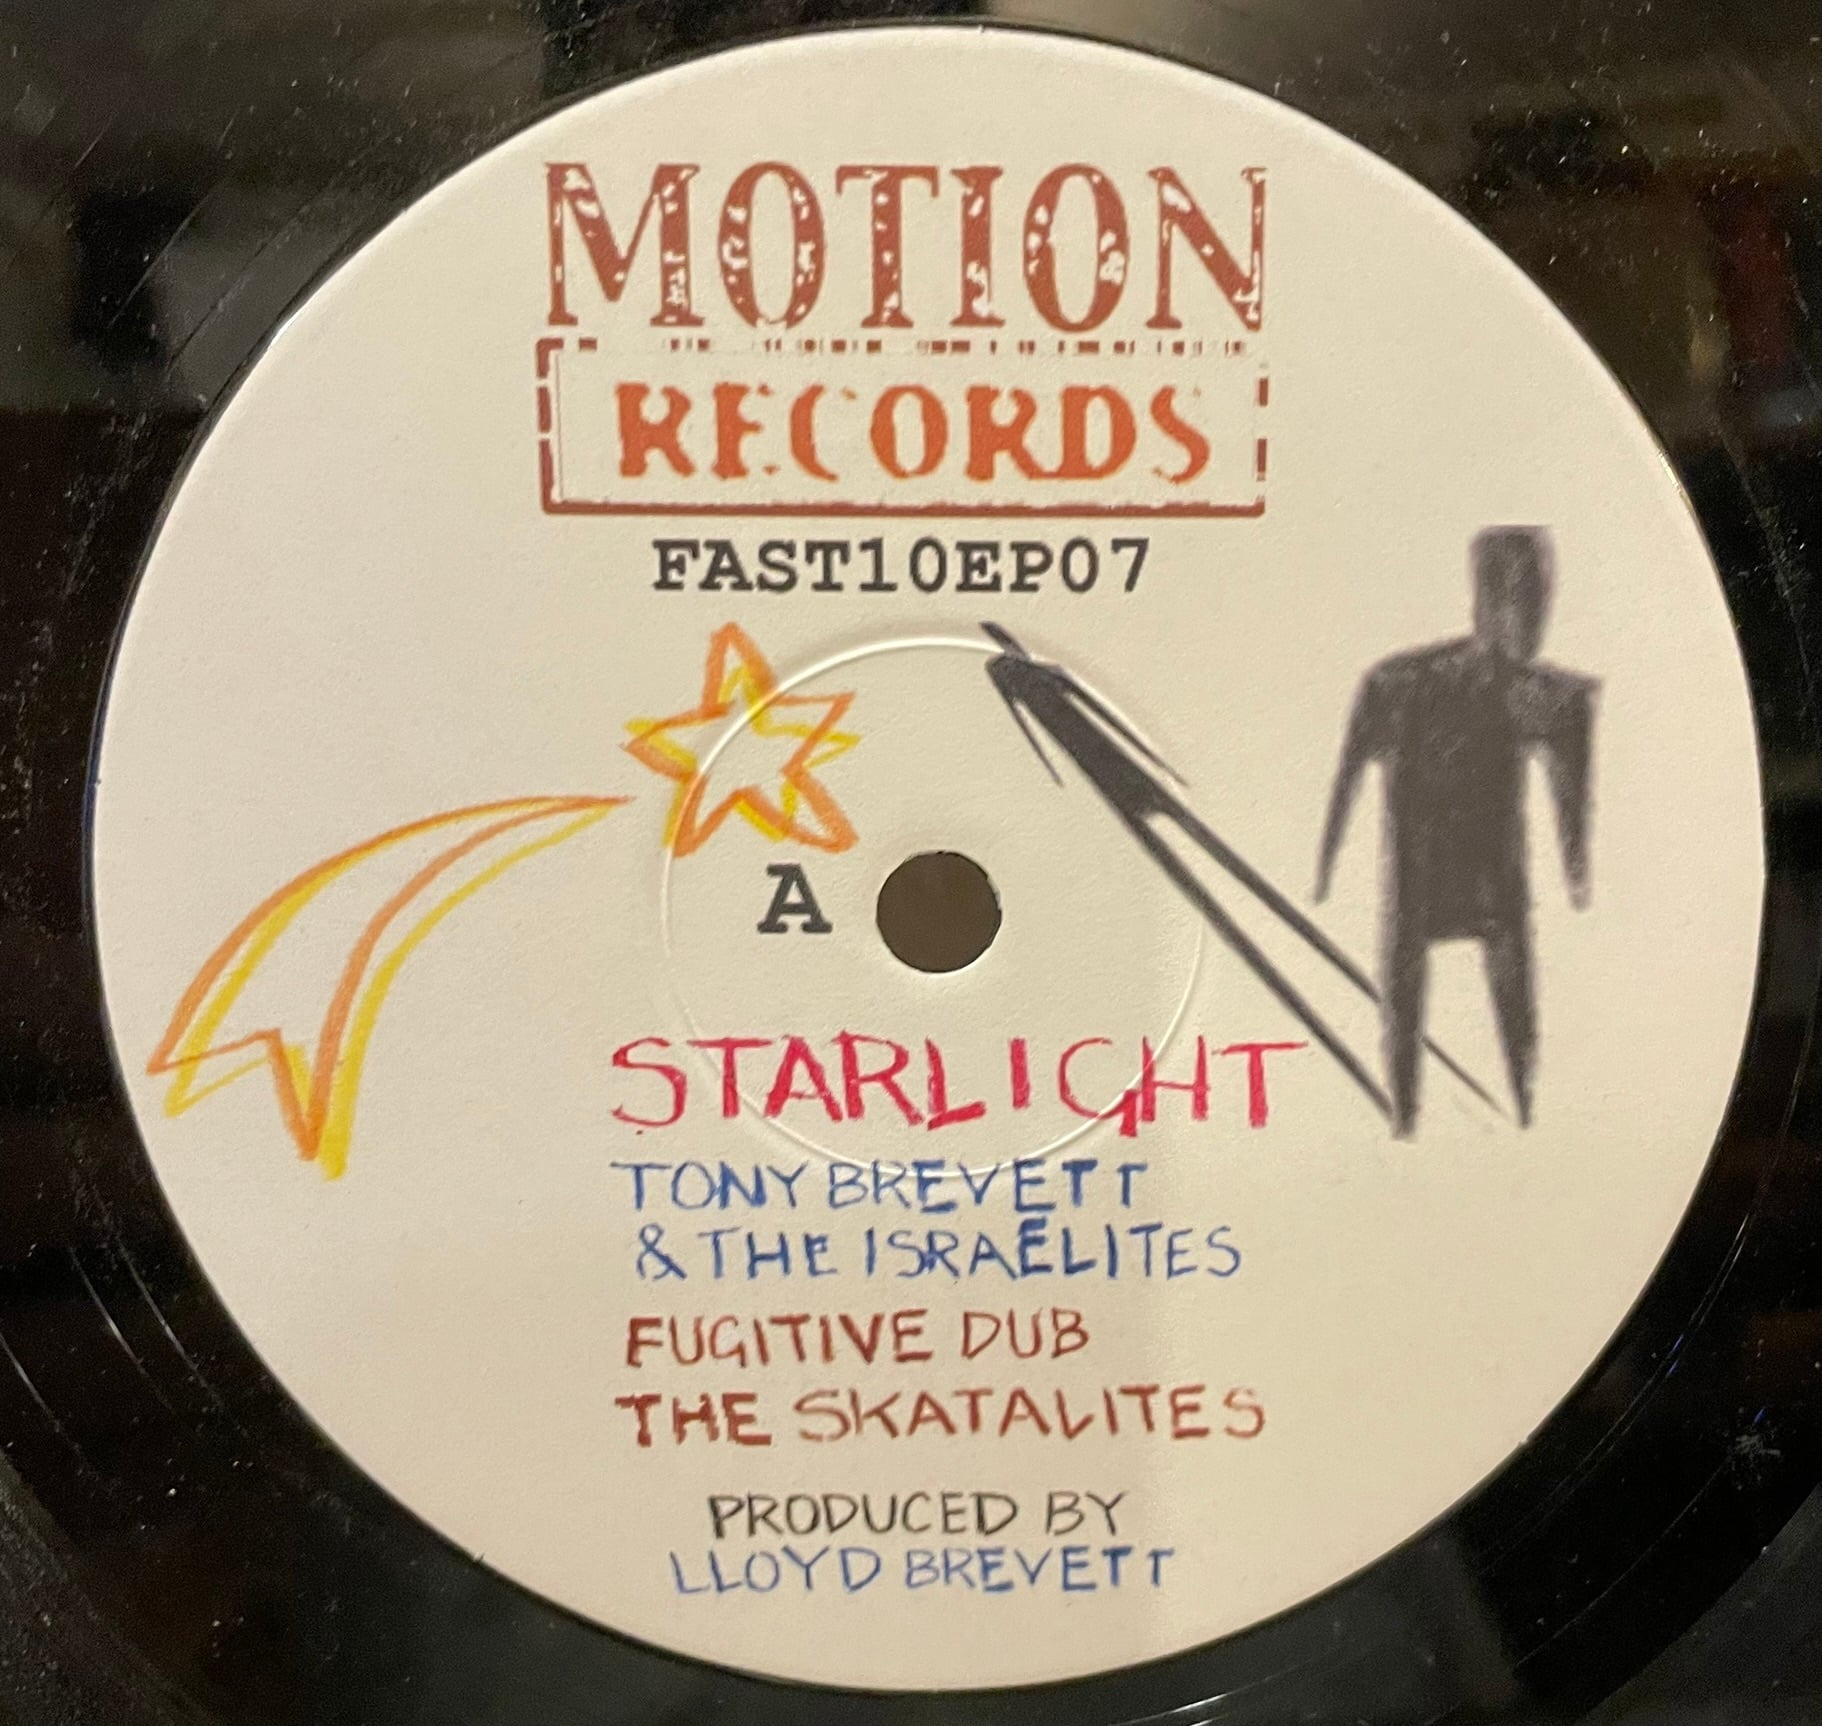 MOTION
RECORDS
FAST10EP07
A
STARLIGHT
TONY BREVETT
& THE ISRAELITES
FUGITIVE DUB
THE SKATALITES
PRODUCED BY
LLOYD BREVETT